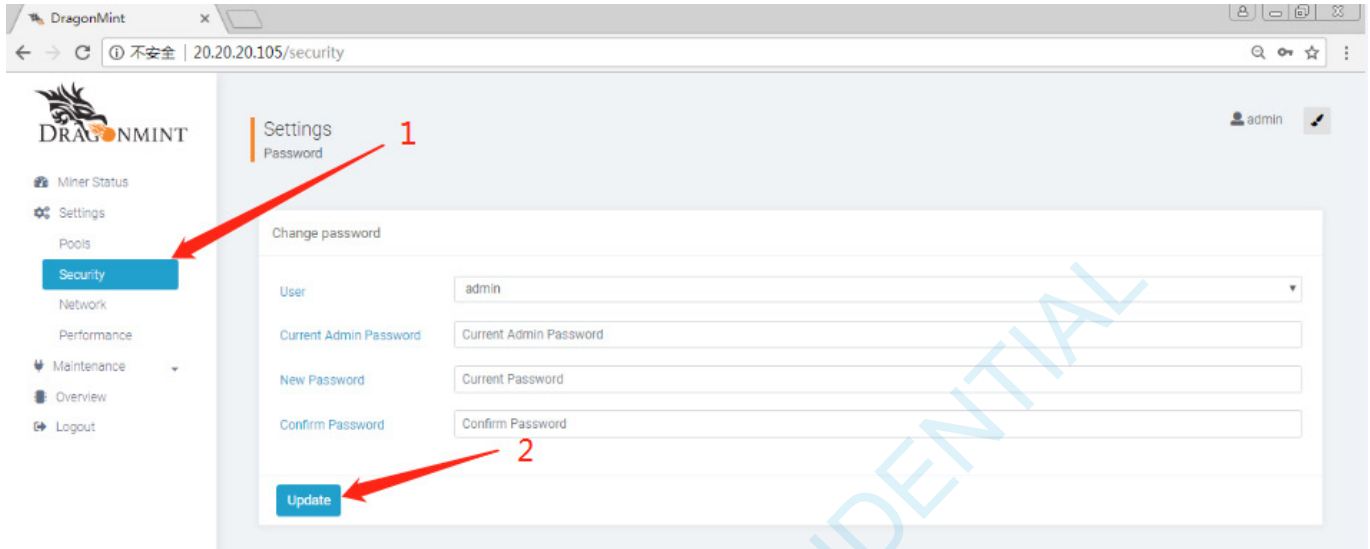 DragonMint
不安全 | 20.20.20.105/security
DRAGONMINT
Settings
Password
1
admin
Miner Status
Settings
Pools
Security
Network
Performance
Maintenance
Overview
Logout
Change password
User
admin
Current Admin Password
Current Admin Password
New Password
Current Password
Confirm Password
Confirm Password
2
Update
IDENTIAL